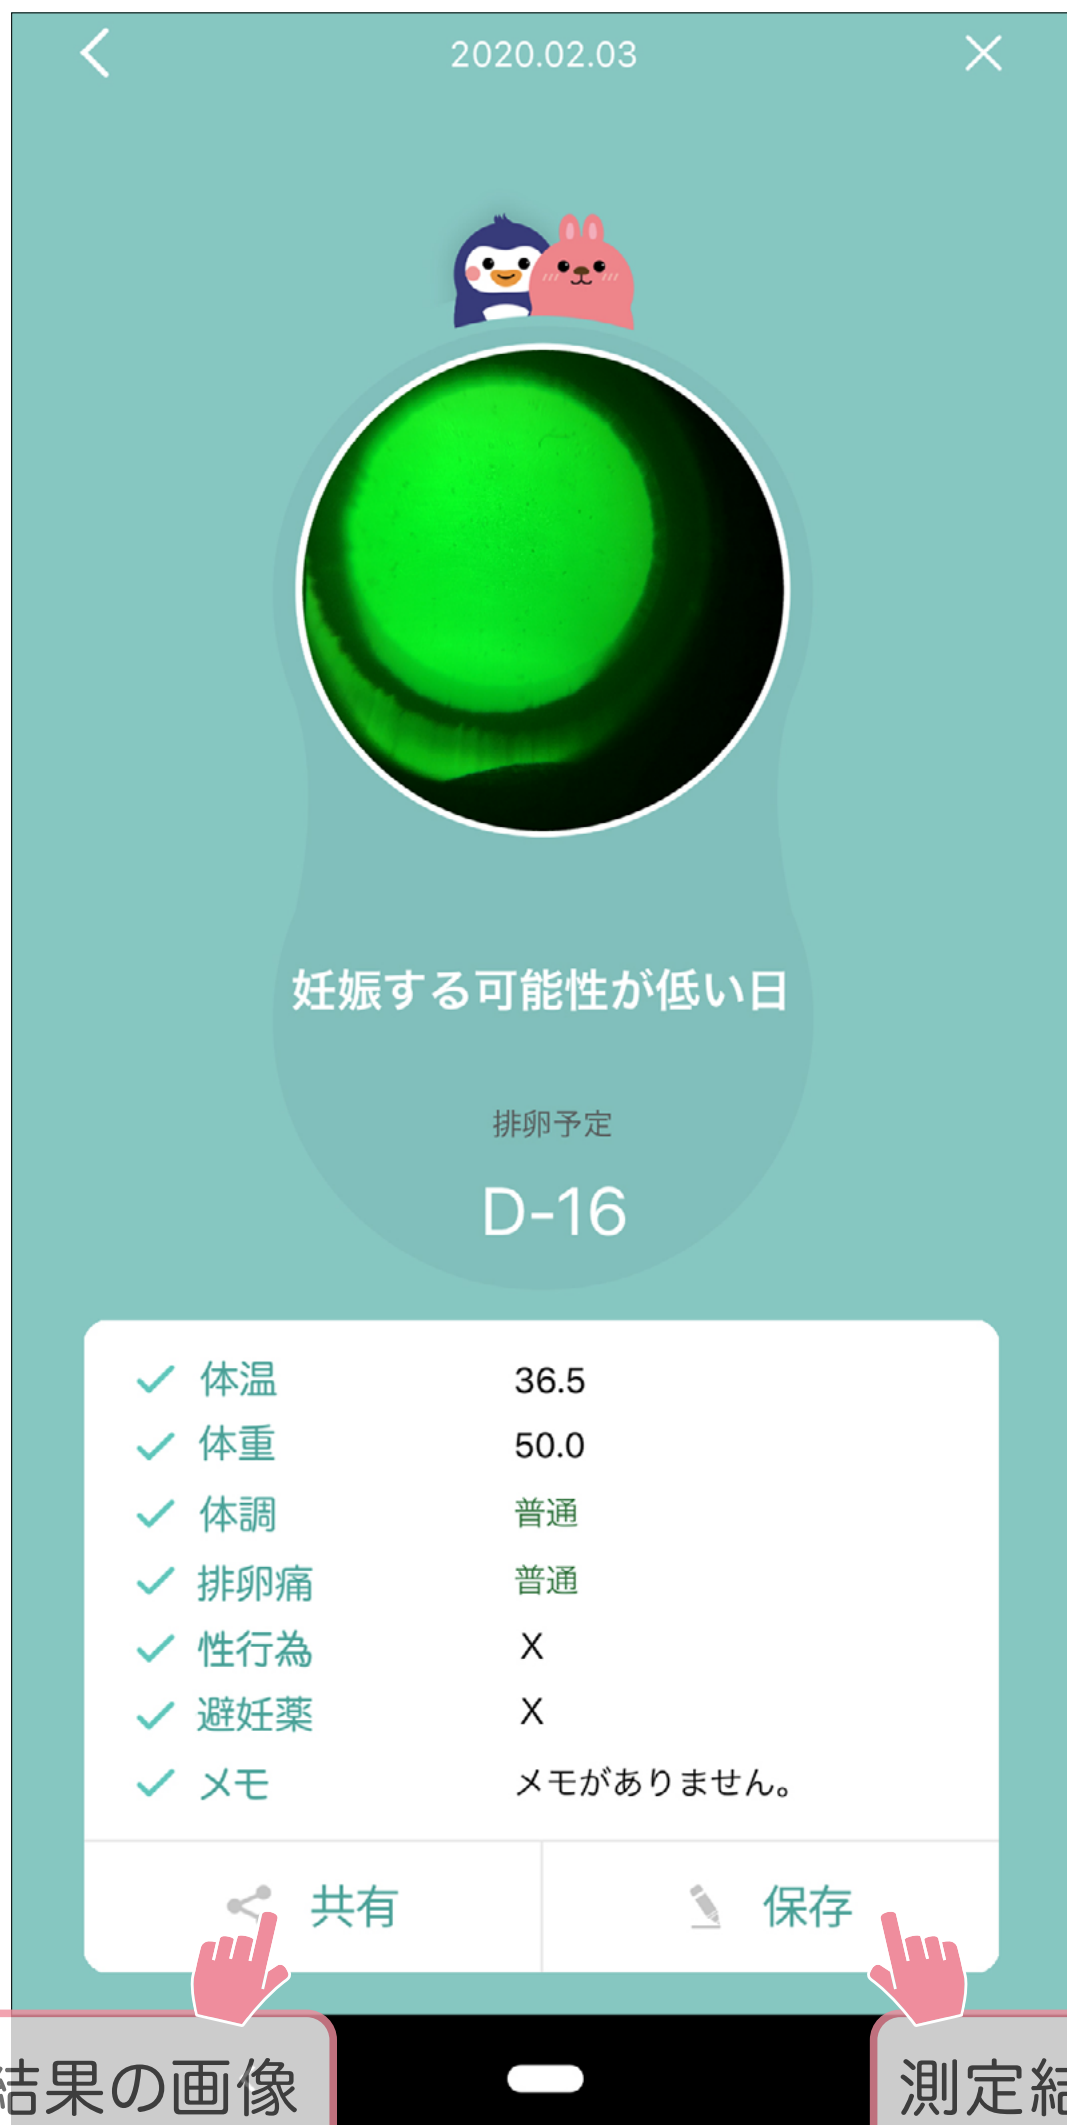 2020.02.03
妊娠する可能性が低い日
排卵予定
D-16
体温 36.5
体重 50.0
体調 普通
排卵痛 普通
性行為 X
避妊薬 X
メモ メモがありません。
共有 保存
結果の画像 測定結